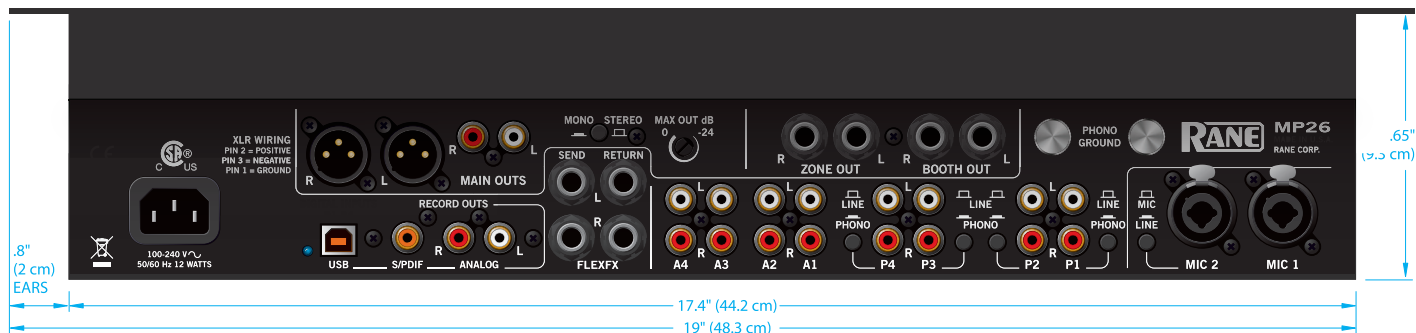 XLR WIRING
PIN 2 = POSITIVE
PIN 3 = NEGATIVE
PIN 1 = GROUND
C US
100-240 V
50/60 Hz 12 WATTS
R L
R L
MAIN OUTS
MONO STEREO
MAX OUT dB
0 -24
SEND RETURN
L
R
FLEXFX
RECORD OUTS
USB
S/PDIF
R L
ANALOG
R L
ZONE OUT
R L
BOOTH OUT
PHONO
GROUND
RANE
MP26
RANE CORP.
L
R
A4 A3
L
R
A2 A1
LINE
PHONO
L
R
P4 P3
LINE
PHONO
L
R
P2 P1
LINE
PHONO
MIC
LINE
MIC 2
MIC 1
.8"
(2 cm)
EARS
17.4" (44.2 cm)
19" (48.3 cm)
.65"